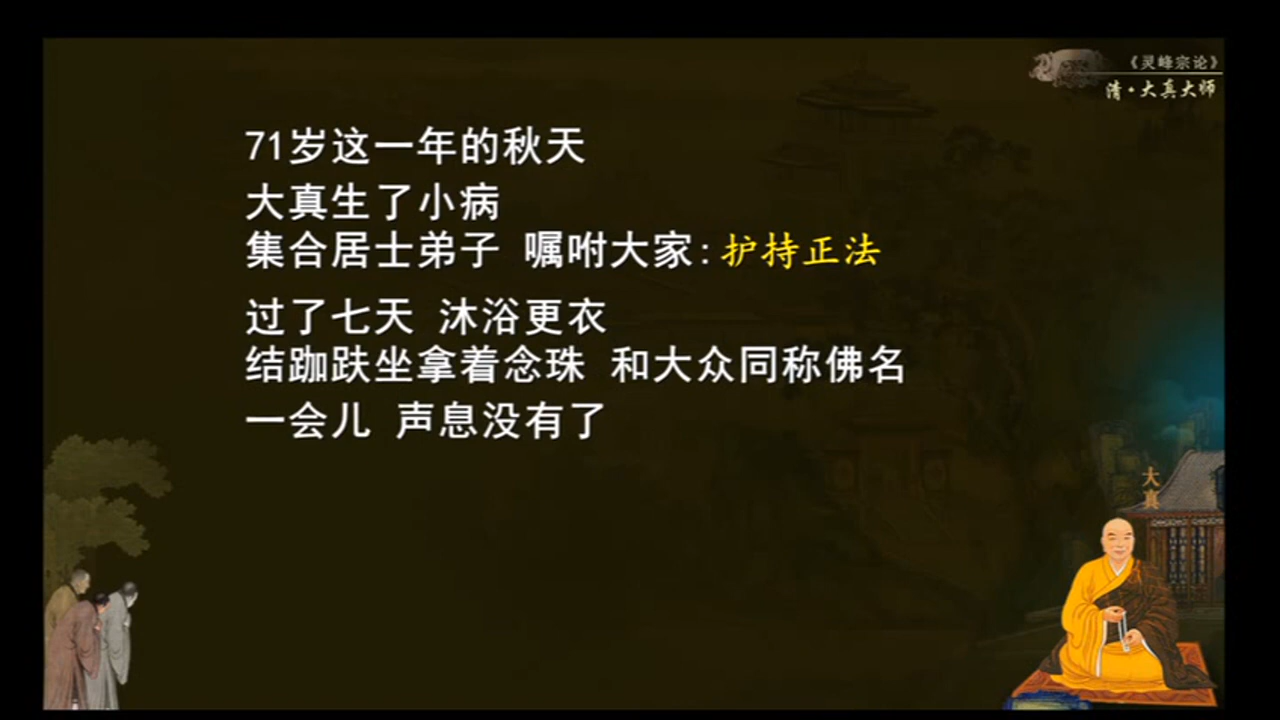 《灵峰宗论》
清·大真大师
71岁这一年的秋天
大真生了小病
集合居士弟子 嘱咐大家:护持正法
过了七天 沐浴更衣
结跏趺坐拿着念珠 和大众同称佛名
一会儿 声息没有了
大真